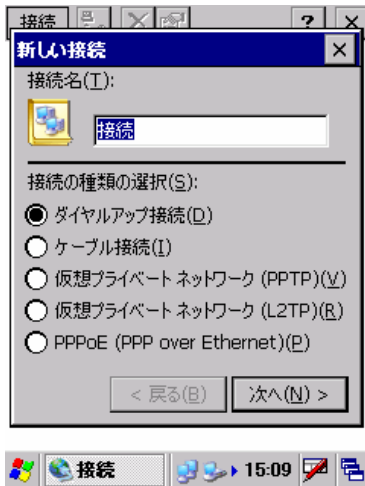 接続 ? ×
新しい接続 ×
接続名(T):
接続
接続の種類の選択(S):
ダイヤルアップ接続(D)
ケーブル接続(I)
仮想プライベート ネットワーク (PPTP)(V)
仮想プライベート ネットワーク (L2TP)(R)
PPPoE (PPP over Ethernet)(P)
< 戻る(B) 次へ(N) >
接続 15:09